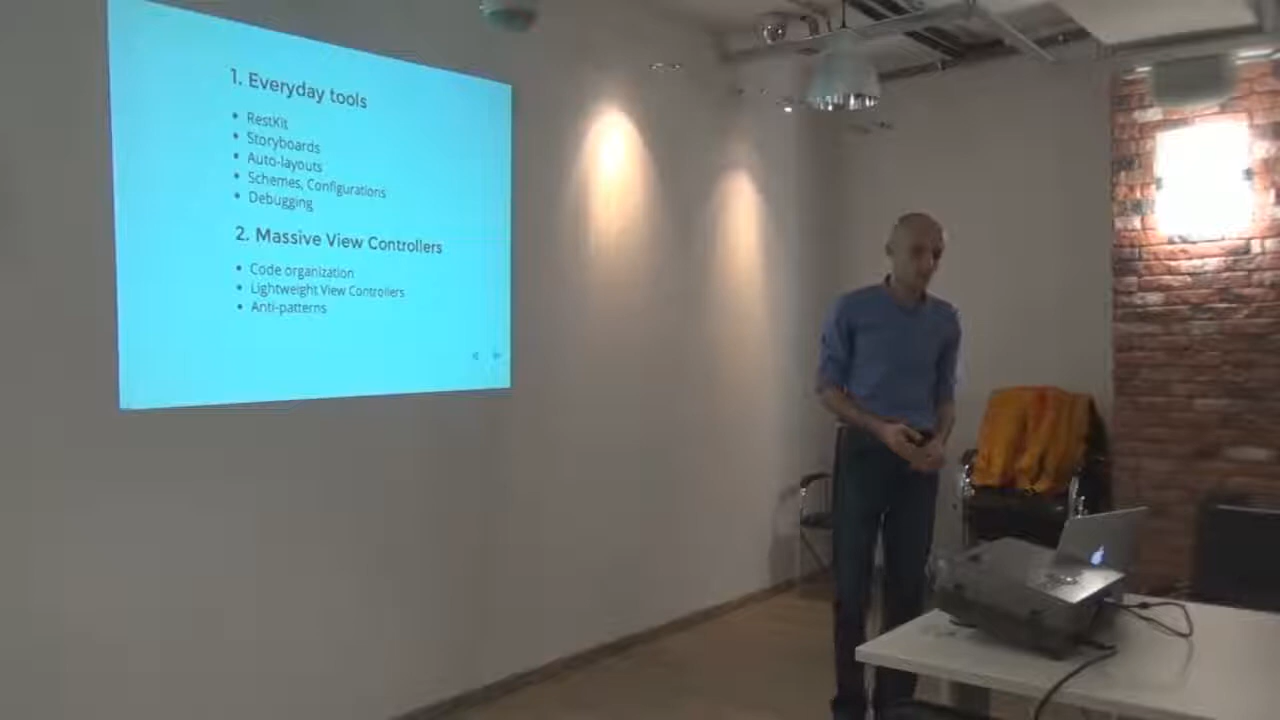 1. Everyday tools
• RestKit
• Storyboards
• Auto-layouts
• Schemes, Configurations
• Debugging
2. Massive View Controllers
• Code organization
• Lightweight View Controllers
• Anti-patterns